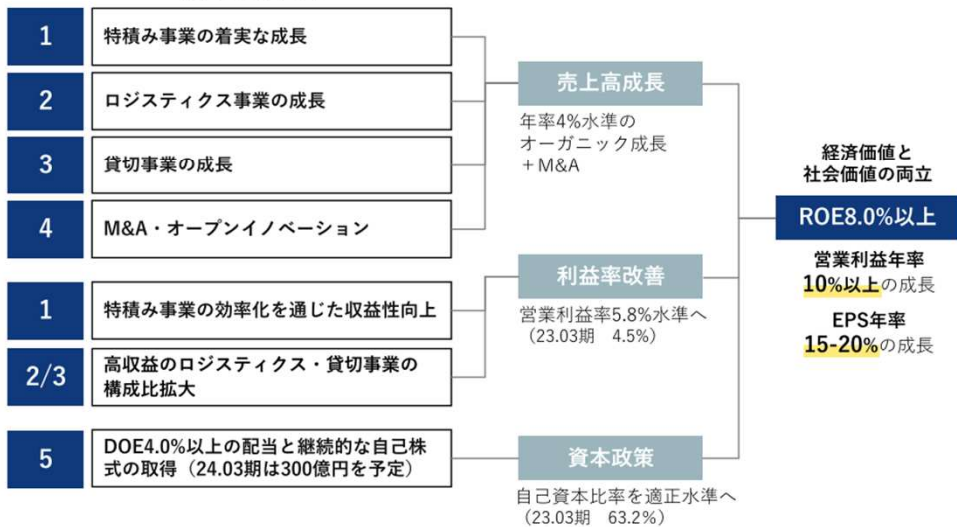 1
特積み事業の着実な成長
2
ロジスティクス事業の成長
3
貸切事業の成長
4
M&A・オープンイノベーション
売上高成長
年率4%水準の
オーガニック成長
+M&A
1
特積み事業の効率化を通じた収益性向上
2/3
高収益のロジスティクス・貸切事業の
構成比拡大
利益率改善
営業利益率5.8%水準へ
(23.03期 4.5%)
5
DOE4.0%以上の配当と継続的な自己株
式の取得(24.03期は300億円を予定)
資本政策
自己資本比率を適正水準へ
(23.03期 63.2%)
経済価値と
社会価値の両立
ROE8.0%以上
営業利益年率
10%以上の成長
EPS年率
15-20%の成長